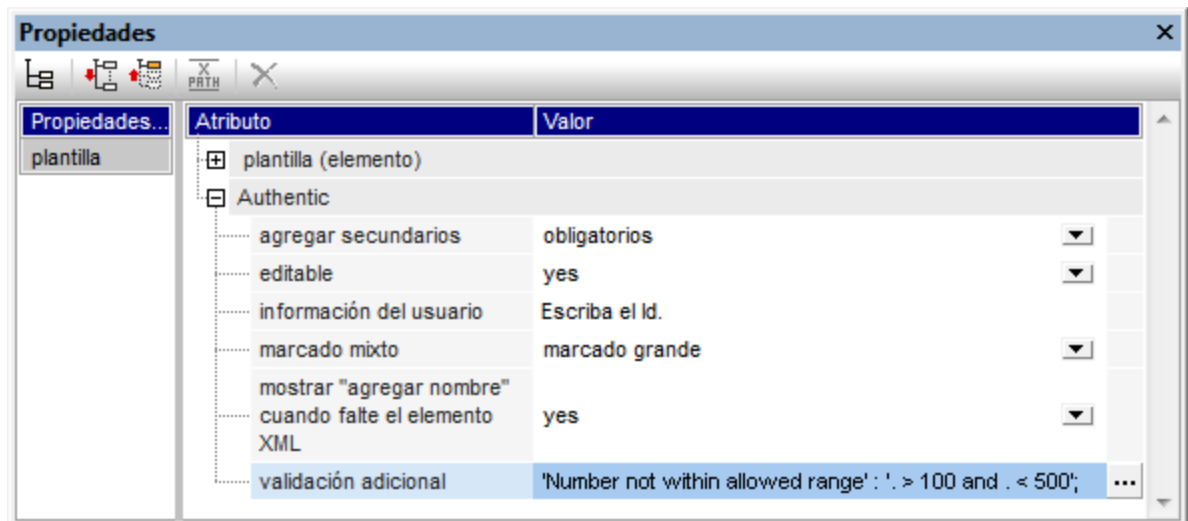 Propiedades
X
PATH
Propiedades... Atributo Valor
plantilla plantilla (elemento)
Authentic
agregar secundarios obligatorios
editable yes
información del usuario Escriba el Id.
marcado mixto marcado grande
mostrar "agregar nombre"
cuando falte el elemento yes
XML
validación adicional 'Number not within allowed range' : '. > 100 and . < 500'; ...